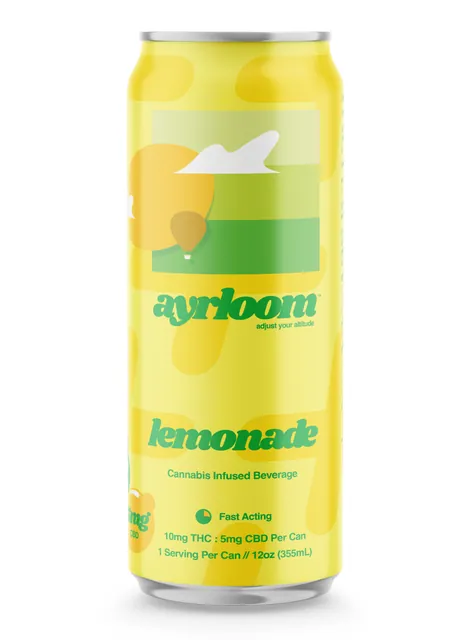 ayrloom
adjust your altitude
lemonade
Cannabis Infused Beverage
Fast Acting
10mg THC : 5mg CBD Per Can
1 Serving Per Can // 12oz (355mL)